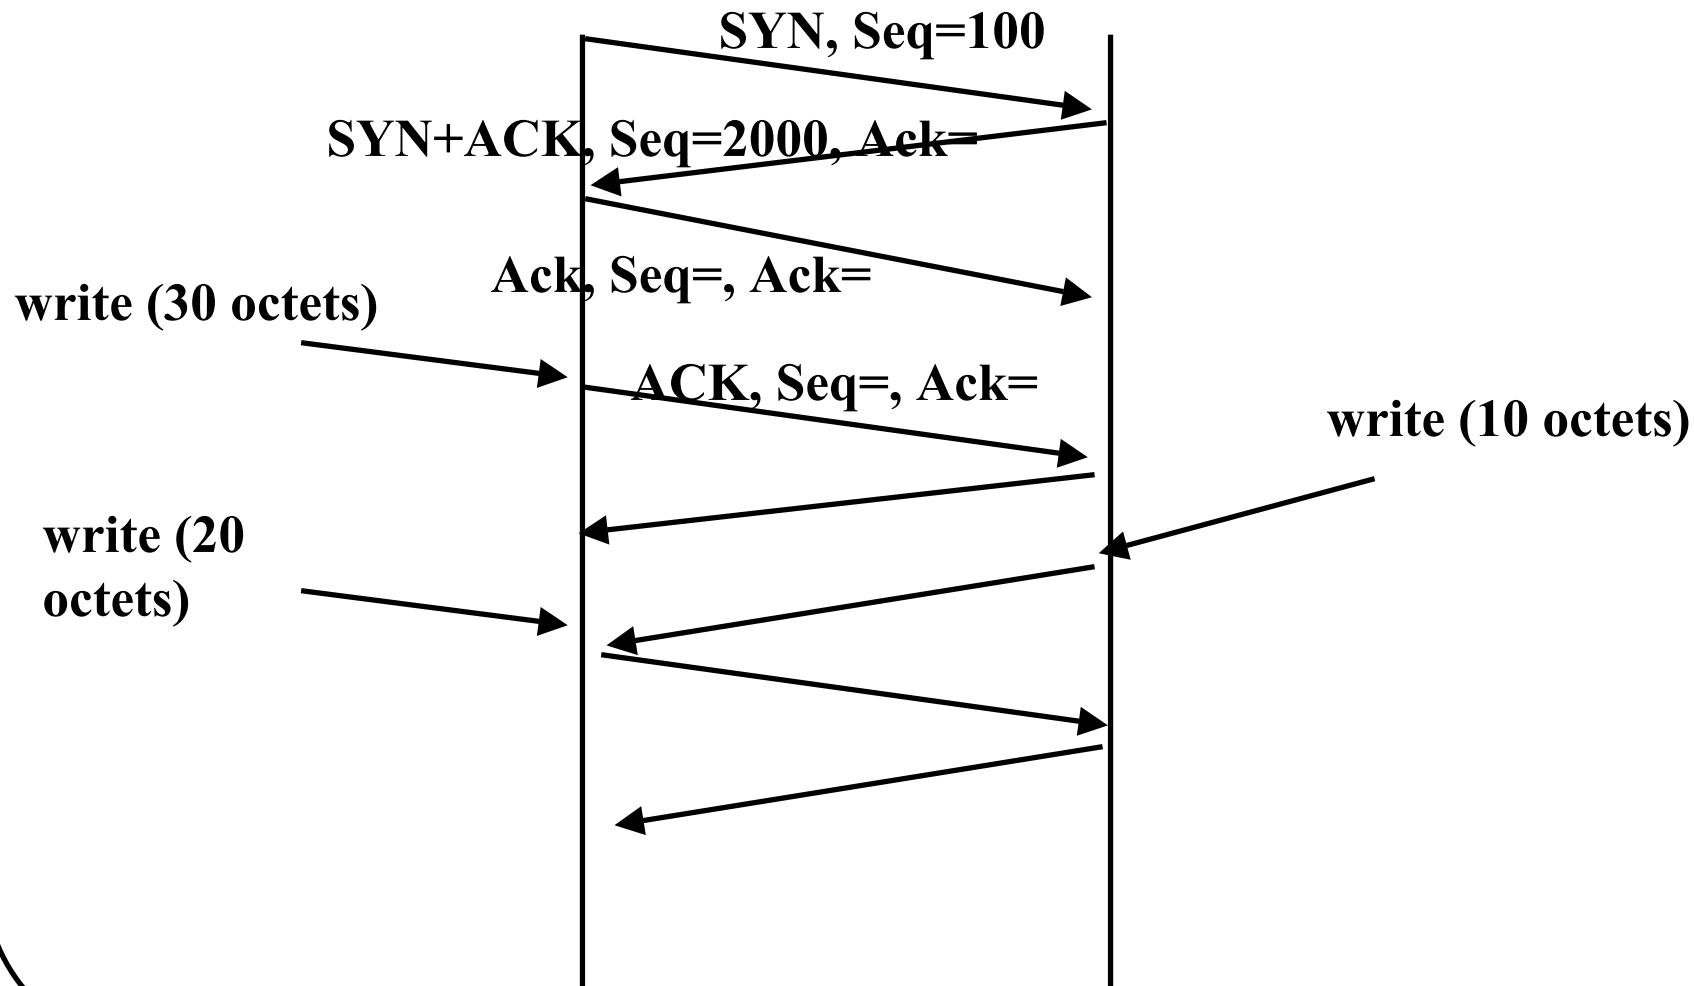 SYN, Seq=100
SYN+ACK, Seq=2000, Ack=
Ack, Seq=, Ack=
write (30 octets)
ACK, Seq=, Ack=
write (10 octets)
write (20
octets)